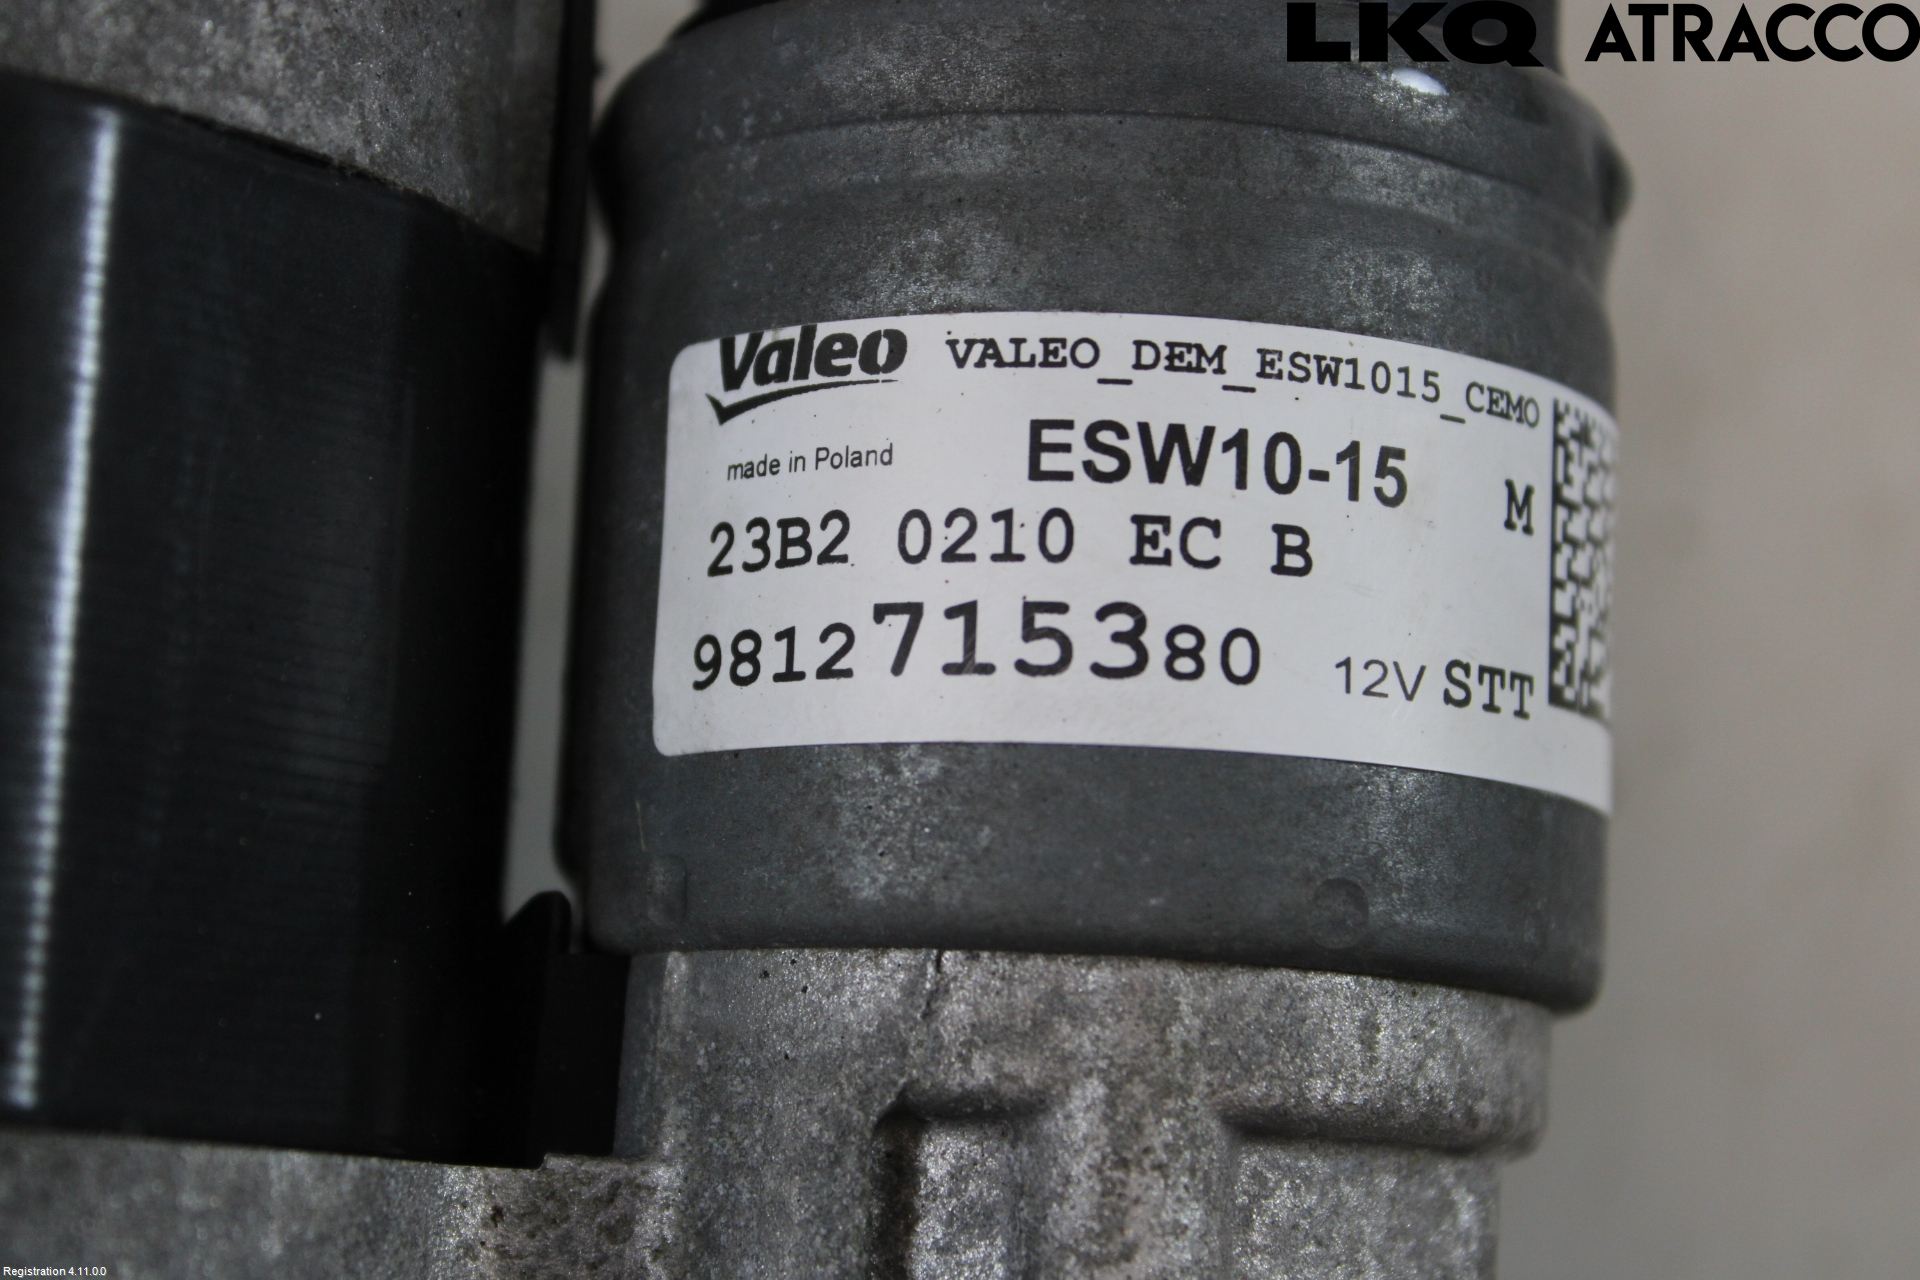 LKQ ATRACCO
Valeo VALEO_DEM_ESW1015_CEMO
made in Poland ESW10-15 M
23B2 0210 EC B
9812715380 12V STT
Registration 4.11.0.0